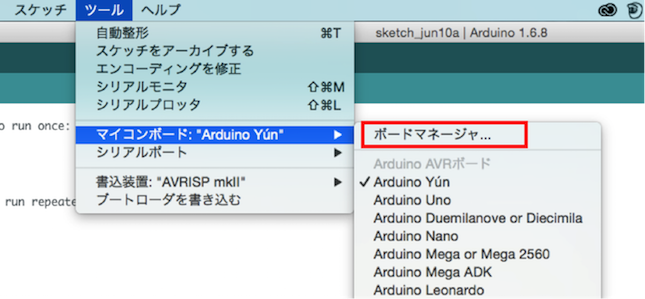 スケッチ ツール ヘルプ
sketch_jun10a | Arduino 1.6.8
自動整形 ⌘T
スケッチをアーカイブする
エンコーディングを修正
シリアルモニタ ⇧⌘M
シリアルプロッタ ⇧⌘L
o run once:
マイコンボード: "Arduino Yún" ▶
シリアルポート ▶
書込装置: "AVRISP mkII" ▶
ブートローダを書き込む
run repeate
ボードマネージャ...
Arduino AVRボード
✓ Arduino Yún
Arduino Uno
Arduino Duemilanove or Diecimila
Arduino Nano
Arduino Mega or Mega 2560
Arduino Mega ADK
Arduino Leonardo